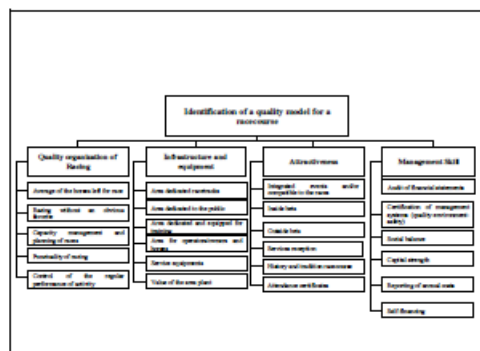 Identification of a quality model for a
racecourse
Quality organization of
Racing
Average of the horses left for race
Racing without an obvious
favorite
Capacity management and
planning of races
Punctuality of racing
Control of the regular
performance of activity
Infrastructure and
equipment
Area dedicated racetracks
Area dedicated to the public
Area dedicated and equipped for
training
Area for operators/owners and
horses
Service equipments
Value of the area plant
Attractiveness
Integrated events and/or
compatible to the races
Inside bets
Outside bets
Services reception
History and tradition racecourse
Attendance certificates
Management Skill
Audit of financial statements
Certification of management
systems (quality environment-
safety)
Social balance
Capital strength
Reporting of annual costs
Self-financing